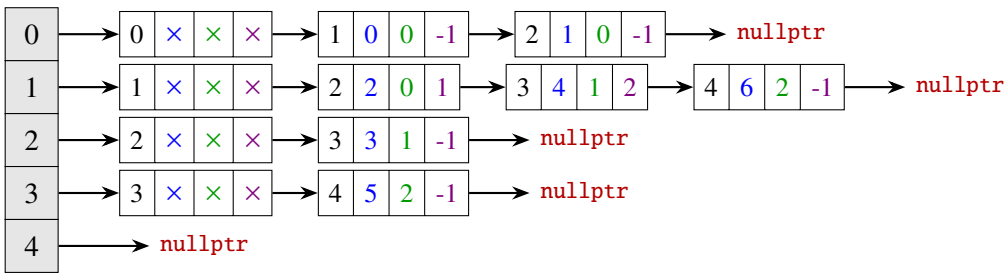 0 0 × × × 1 0 0 -1 2 1 0 -1 nullptr
1 1 × × × 2 2 0 1 3 4 1 2 4 6 2 -1 nullptr
2 2 × × × 3 3 1 -1 nullptr
3 3 × × × 4 5 2 -1 nullptr
4 nullptr